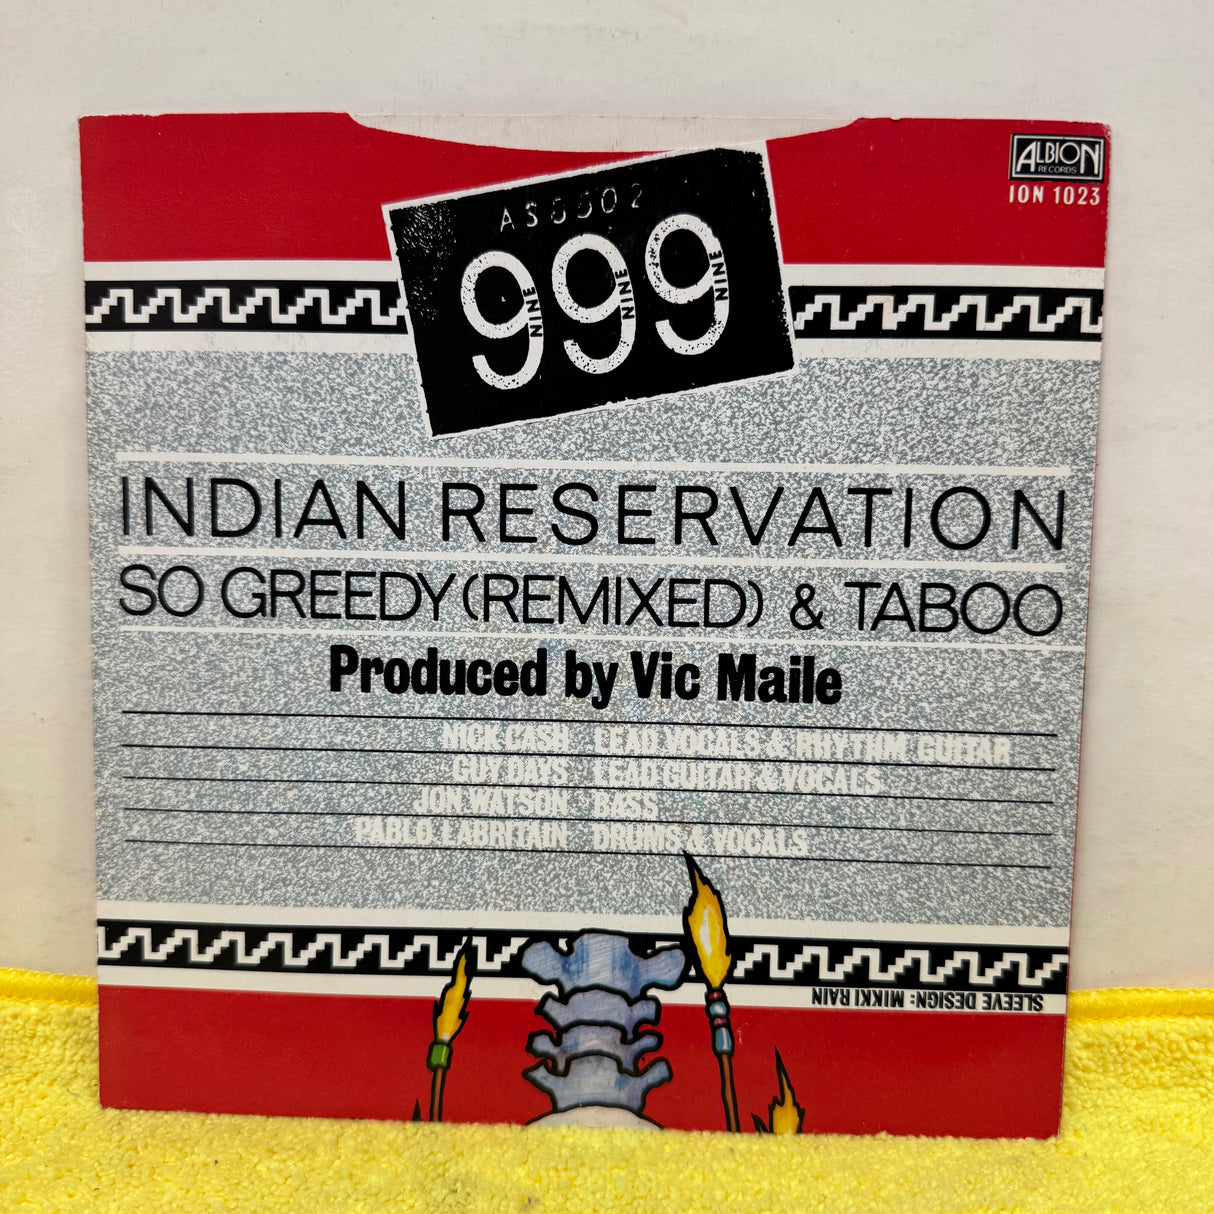 ALBION
RECORDS
ION 1023
999
NINE NINE NINE
INDIAN RESERVATION
SO GREEDY (REMIXED) & TABOO
Produced by Vic Maile
NICK CASH LEAD VOCALS & RHYTHM GUITAR
GUY DAYS LEAD GUITAR & VOCALS
JON WATSON BASS
PABLO LABRITAIN DRUMS & VOCALS
SLEEVE DESIGN: MIKKI RAIN